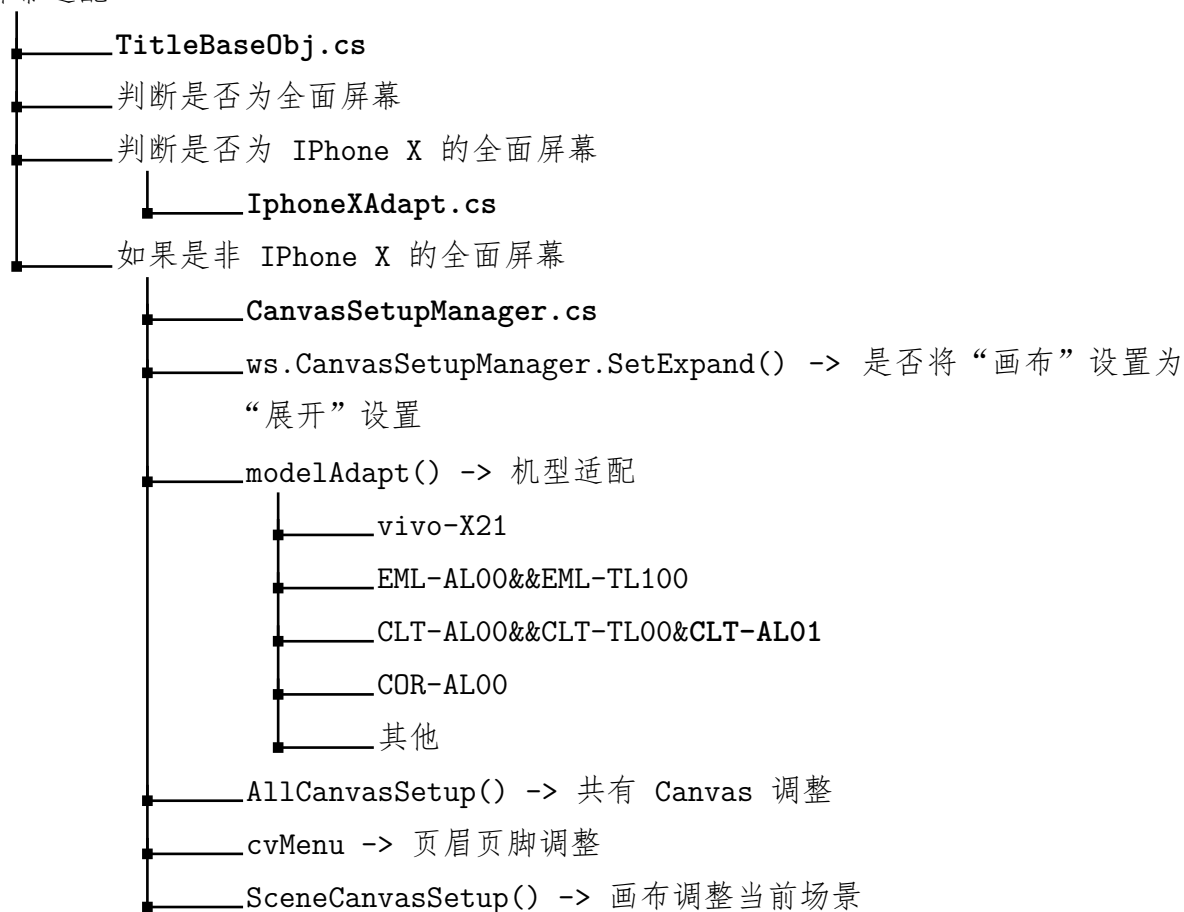 TitleBaseObj.cs
判断是否为全面屏幕
判断是否为 IPhone X 的全面屏幕
IphoneXAdapt.cs
如果是非 IPhone X 的全面屏幕
CanvasSetupManager.cs
ws.CanvasSetupManager.SetExpand() -> 是否将“画布”设置为
“展开”设置
modelAdapt() -> 机型适配
vivo-X21
EML-AL00&&EML-TL100
CLT-AL00&&CLT-TL00&CLT-AL01
COR-AL00
其他
AllCanvasSetup() -> 共有 Canvas 调整
cvMenu -> 页眉页脚调整
SceneCanvasSetup() -> 画布调整当前场景